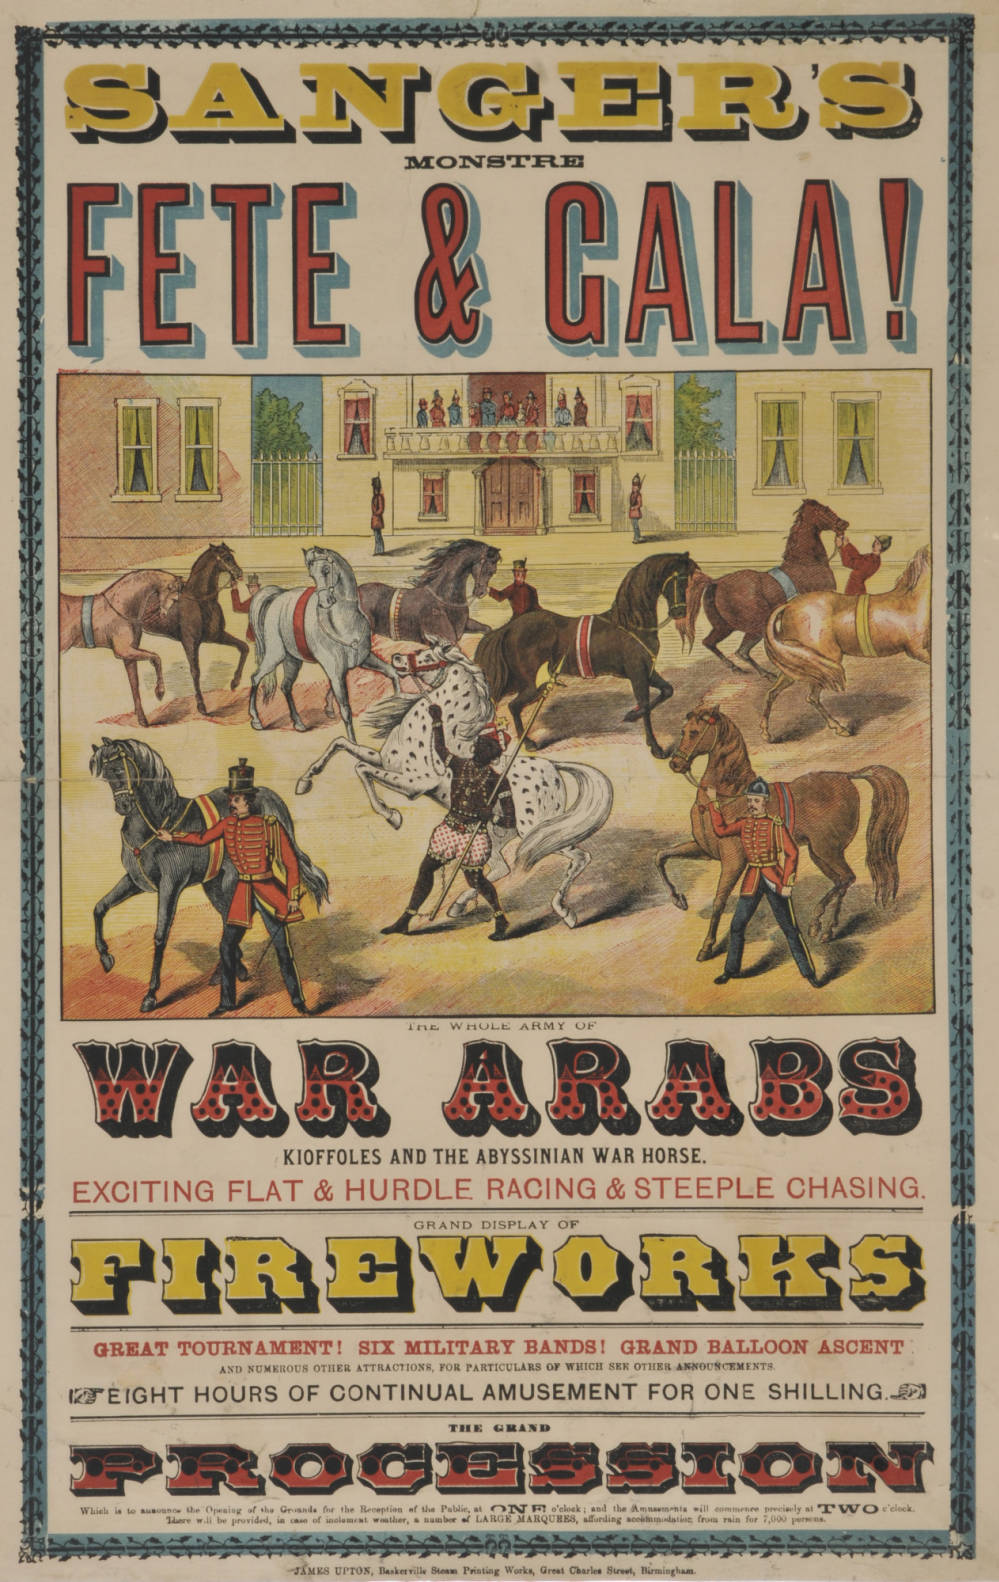 SANGER'S
MONSTRE
FETE & GALA!
THE WHOLE ARMY OF
WAR ARABS
KIOFFOLES AND THE ABYSSINIAN WAR HORSE.
EXCITING FLAT & HURDLE RACING & STEEPLE CHASING.
GRAND DISPLAY OF
FIREWORKS
GREAT TOURNAMENT! SIX MILITARY BANDS! GRAND BALLOON ASCENT
AND NUMEROUS OTHER ATTRACTIONS, FOR PARTICULARS OF WHICH SEE OTHER ANNOUNCEMENTS.
EIGHT HOURS OF CONTINUAL AMUSEMENT FOR ONE SHILLING.
THE GRAND
PROCESSION
Which is to announce the Opening of the Grounds for the Reception of the Public, at ONE o'clock; and the Amusements will commence precisely at TWO o'clock.
There will be provided, in case of inclement weather, a number of LARGE MARQUEES, affording accommodation from rain for 7,000 persons.
JAMES UPTON, Baskerville Steam Printing Works, Great Charles Street, Birmingham.